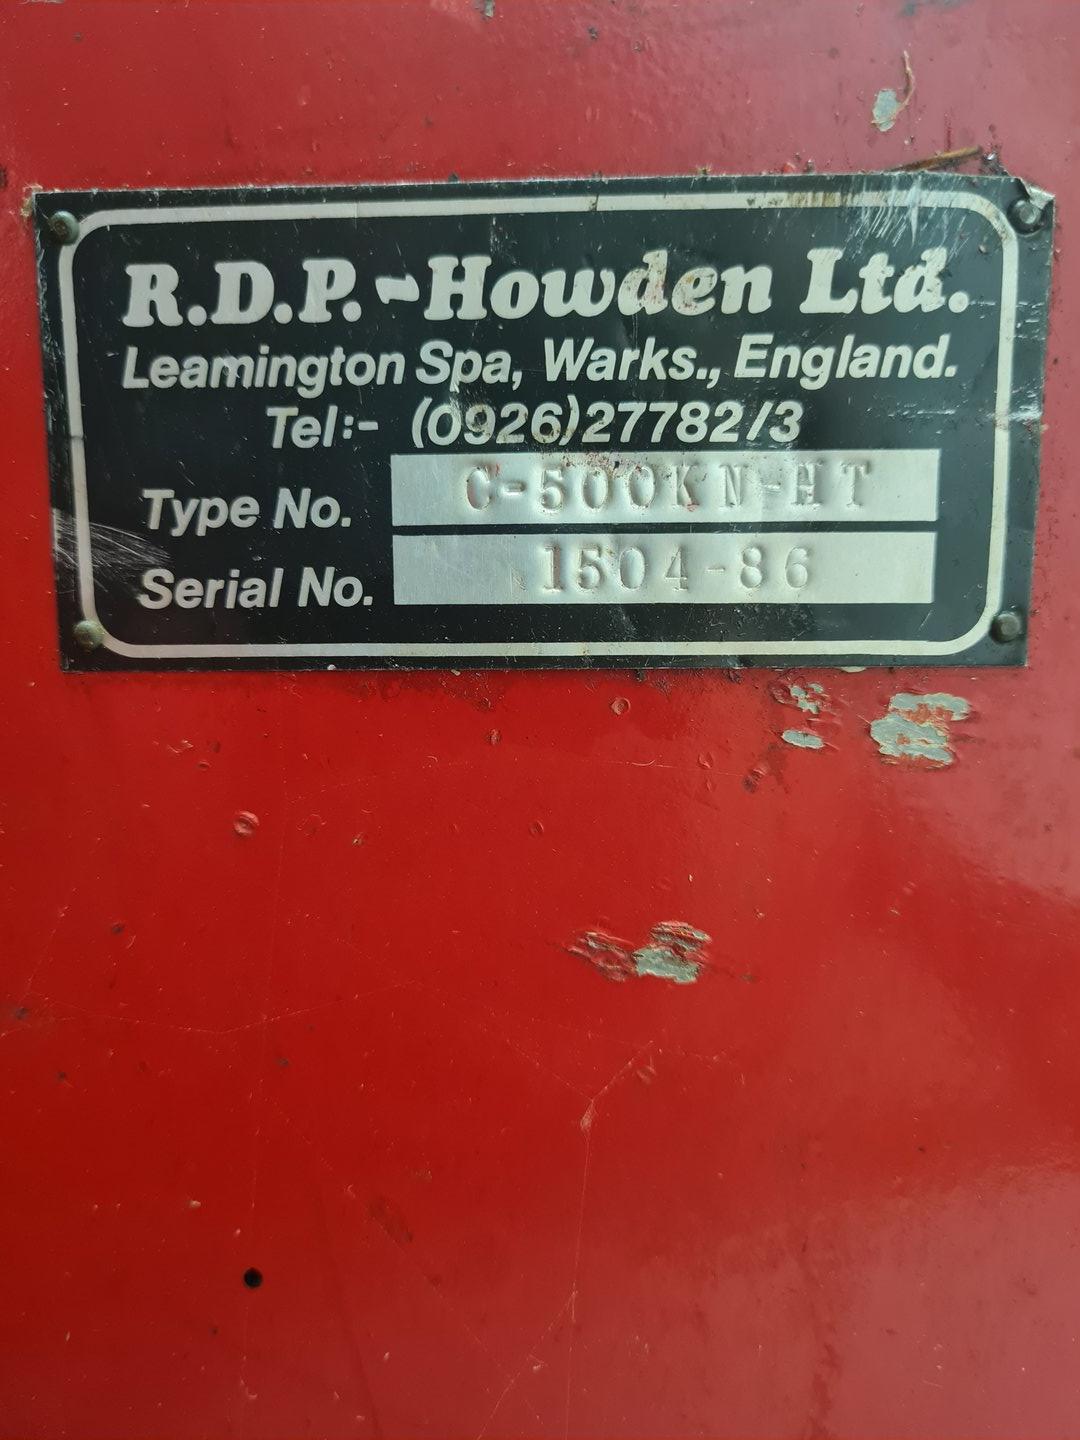 R.D.P.-Howden Ltd.
Leamington Spa, Warks., England.
Tel:- (0926)27782/3
Type No. C-500KN-HT
Serial No. 1504-86